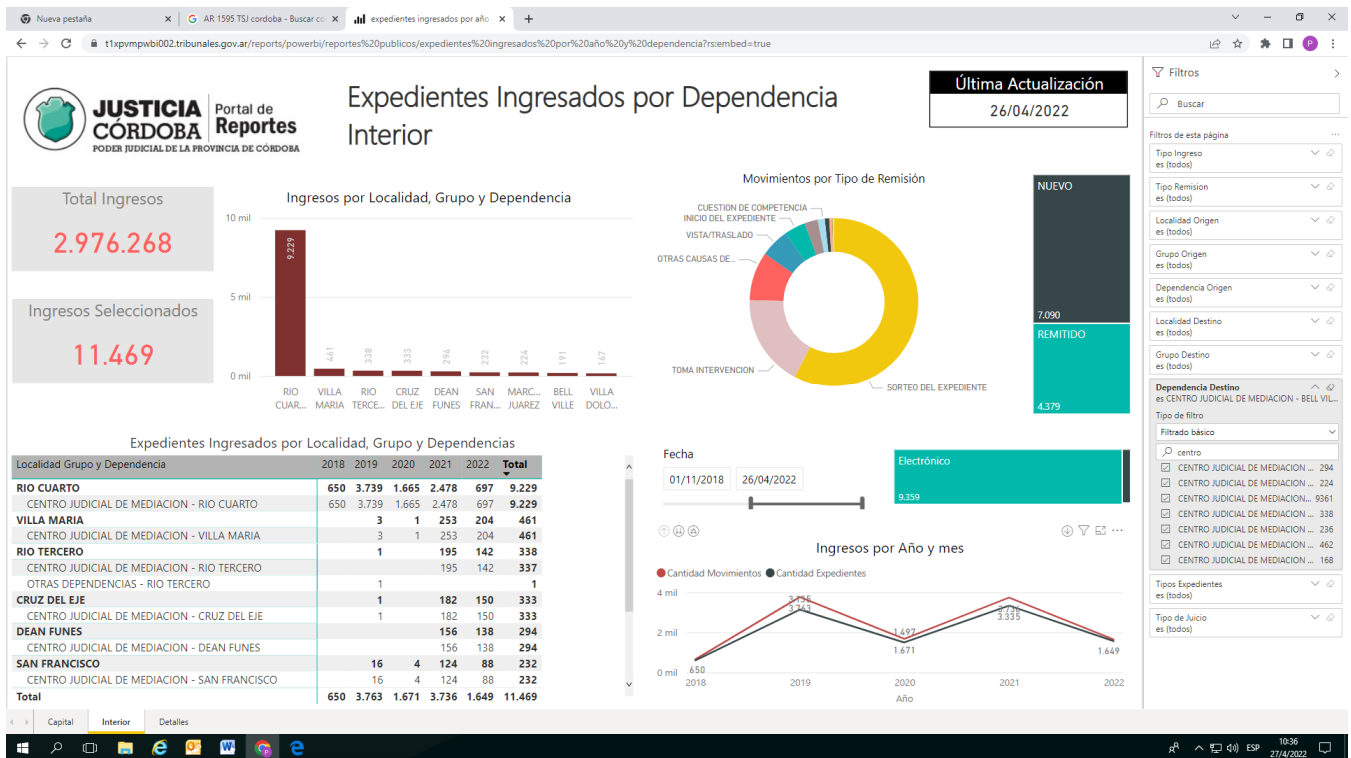 Nueva pestaña
AR 1595 TSJ cordoba - Buscar co
expedientes ingresados por año
t1xpvmpwbi002.tribunales.gov.ar/reports/powerbi/reportes%20publicos/expedientes%20ingresados%20por%20año%20y%20dependencia?rs:embed=true
P
JUSTICIA
CÓRDOBA
Portal de
Reportes
PODER JUDICIAL DE LA PROVINCIA DE CÓRDOBA
Expedientes Ingresados por Dependencia
Interior
Última Actualización
26/04/2022
Total Ingresos
2.976.268
Ingresos Seleccionados
11.469
Ingresos por Localidad, Grupo y Dependencia
10 mil
5 mil
0 mil
9.229
461
338
333
294
232
224
191
167
RIO CUAR...
VILLA MARIA
RIO TERCE...
CRUZ DEL EJE
DEAN FUNES
SAN FRAN...
MARC... JUAREZ
BELL VILLE
VILLA DOLO...
Movimientos por Tipo de Remisión
CUESTION DE COMPETENCIA
INICIO DEL EXPEDIENTE
VISTA/TRASLADO
OTRAS CAUSAS DE...
TOMA INTERVENCION
SORTEO DEL EXPEDIENTE
NUEVO
7.090
REMITIDO
4.379
Expedientes Ingresados por Localidad, Grupo y Dependencias
Localidad Grupo y Dependencia 2018 2019 2020 2021 2022 Total
RIO CUARTO 650 3.739 1.665 2.478 697 9.229
CENTRO JUDICIAL DE MEDIACION - RIO CUARTO 650 3.739 1.665 2.478 697 9.229
VILLA MARIA 3 1 253 204 461
CENTRO JUDICIAL DE MEDIACION - VILLA MARIA 3 1 253 204 461
RIO TERCERO 1 195 142 338
CENTRO JUDICIAL DE MEDIACION - RIO TERCERO 195 142 337
OTRAS DEPENDENCIAS - RIO TERCERO 1 1
CRUZ DEL EJE 1 182 150 333
CENTRO JUDICIAL DE MEDIACION - CRUZ DEL EJE 1 182 150 333
DEAN FUNES 156 138 294
CENTRO JUDICIAL DE MEDIACION - DEAN FUNES 156 138 294
SAN FRANCISCO 16 4 124 88 232
CENTRO JUDICIAL DE MEDIACION - SAN FRANCISCO 16 4 124 88 232
Total 650 3.763 1.671 3.736 1.649 11.469
Fecha
01/11/2018 26/04/2022
Electrónico
9.359
Ingresos por Año y mes
Cantidad Movimientos Cantidad Expedientes
4 mil
2 mil
0 mil
650
3.763
1.497
1.671
3.736
3.335
1.649
2018 2019 2020 2021 2022
Año
Filtros
Buscar
Filtros de esta página
Tipo Ingreso
es (todos)
Tipo Remision
es (todos)
Localidad Origen
es (todos)
Grupo Origen
es (todos)
Dependencia Origen
es (todos)
Localidad Destino
es (todos)
Grupo Destino
es (todos)
Dependencia Destino
es CENTRO JUDICIAL DE MEDIACION - BELL VIL...
Tipo de filtro
Filtrado básico
centro
CENTRO JUDICIAL DE MEDIACION ... 294
CENTRO JUDICIAL DE MEDIACION ... 224
CENTRO JUDICIAL DE MEDIACION... 9361
CENTRO JUDICIAL DE MEDIACION ... 338
CENTRO JUDICIAL DE MEDIACION ... 236
CENTRO JUDICIAL DE MEDIACION ... 462
CENTRO JUDICIAL DE MEDIACION ... 168
Tipos Expedientes
es (todos)
Tipo de Juicio
es (todos)
Capital Interior Detalles
ESP
10:36
27/4/2022